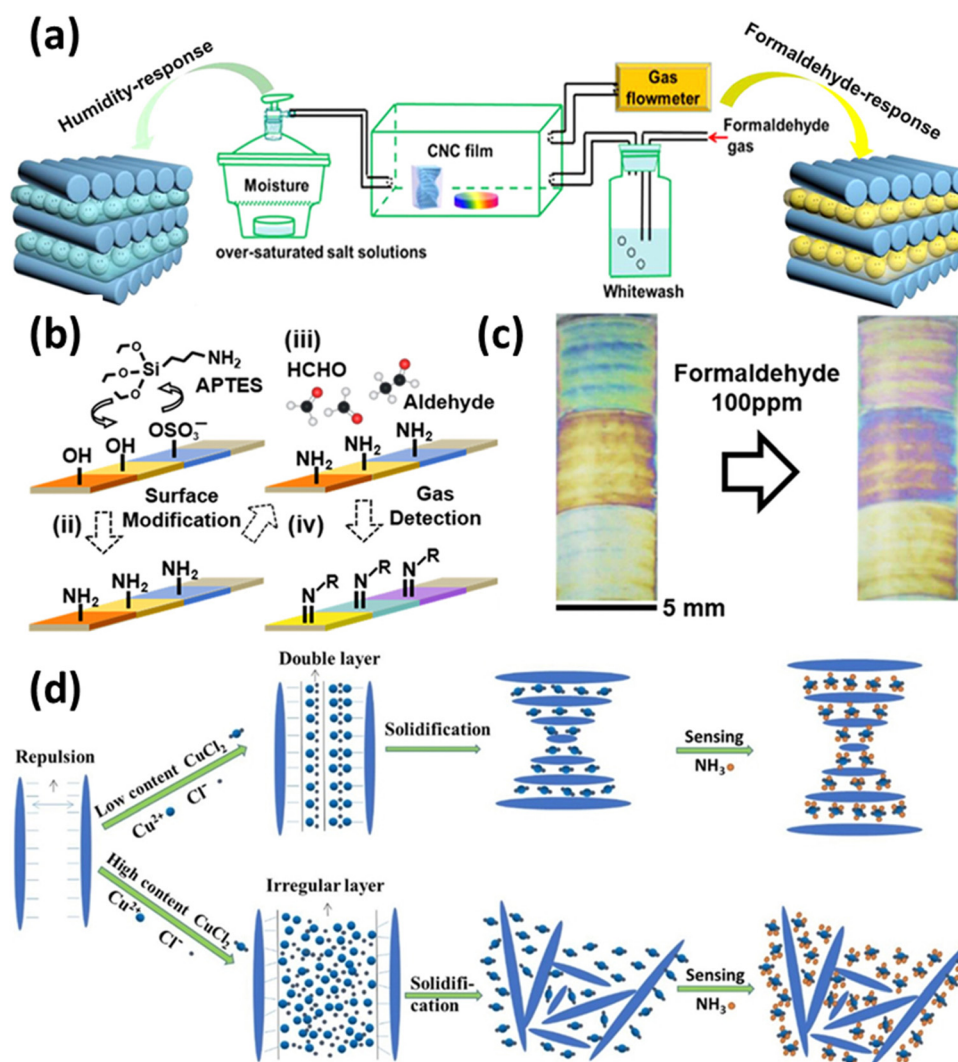 (a)
Humidity-response
Moisture
over-saturated salt solutions
CNC film
Gas
flowmeter
Formaldehyde
gas
Whitewash
Formaldehyde-response
(b)
O
O
Si
O
NH₂
APTES
OH
OH
OSO₃⁻
(ii)
Surface
Modification
NH₂
NH₂
NH₂
(iii)
HCHO
Aldehyde
NH₂
NH₂
NH₂
(iv)
Gas
Detection
N-R
N-R
N-R
(c)
Formaldehyde
100ppm
5 mm
(d)
Repulsion
Low content CuCl₂
Cu²⁺
Cl⁻
Double layer
Solidification
Sensing
NH₃
High content CuCl₂
Cu²⁺
Cl⁻
Irregular layer
Solidifi-
cation
Sensing
NH₃